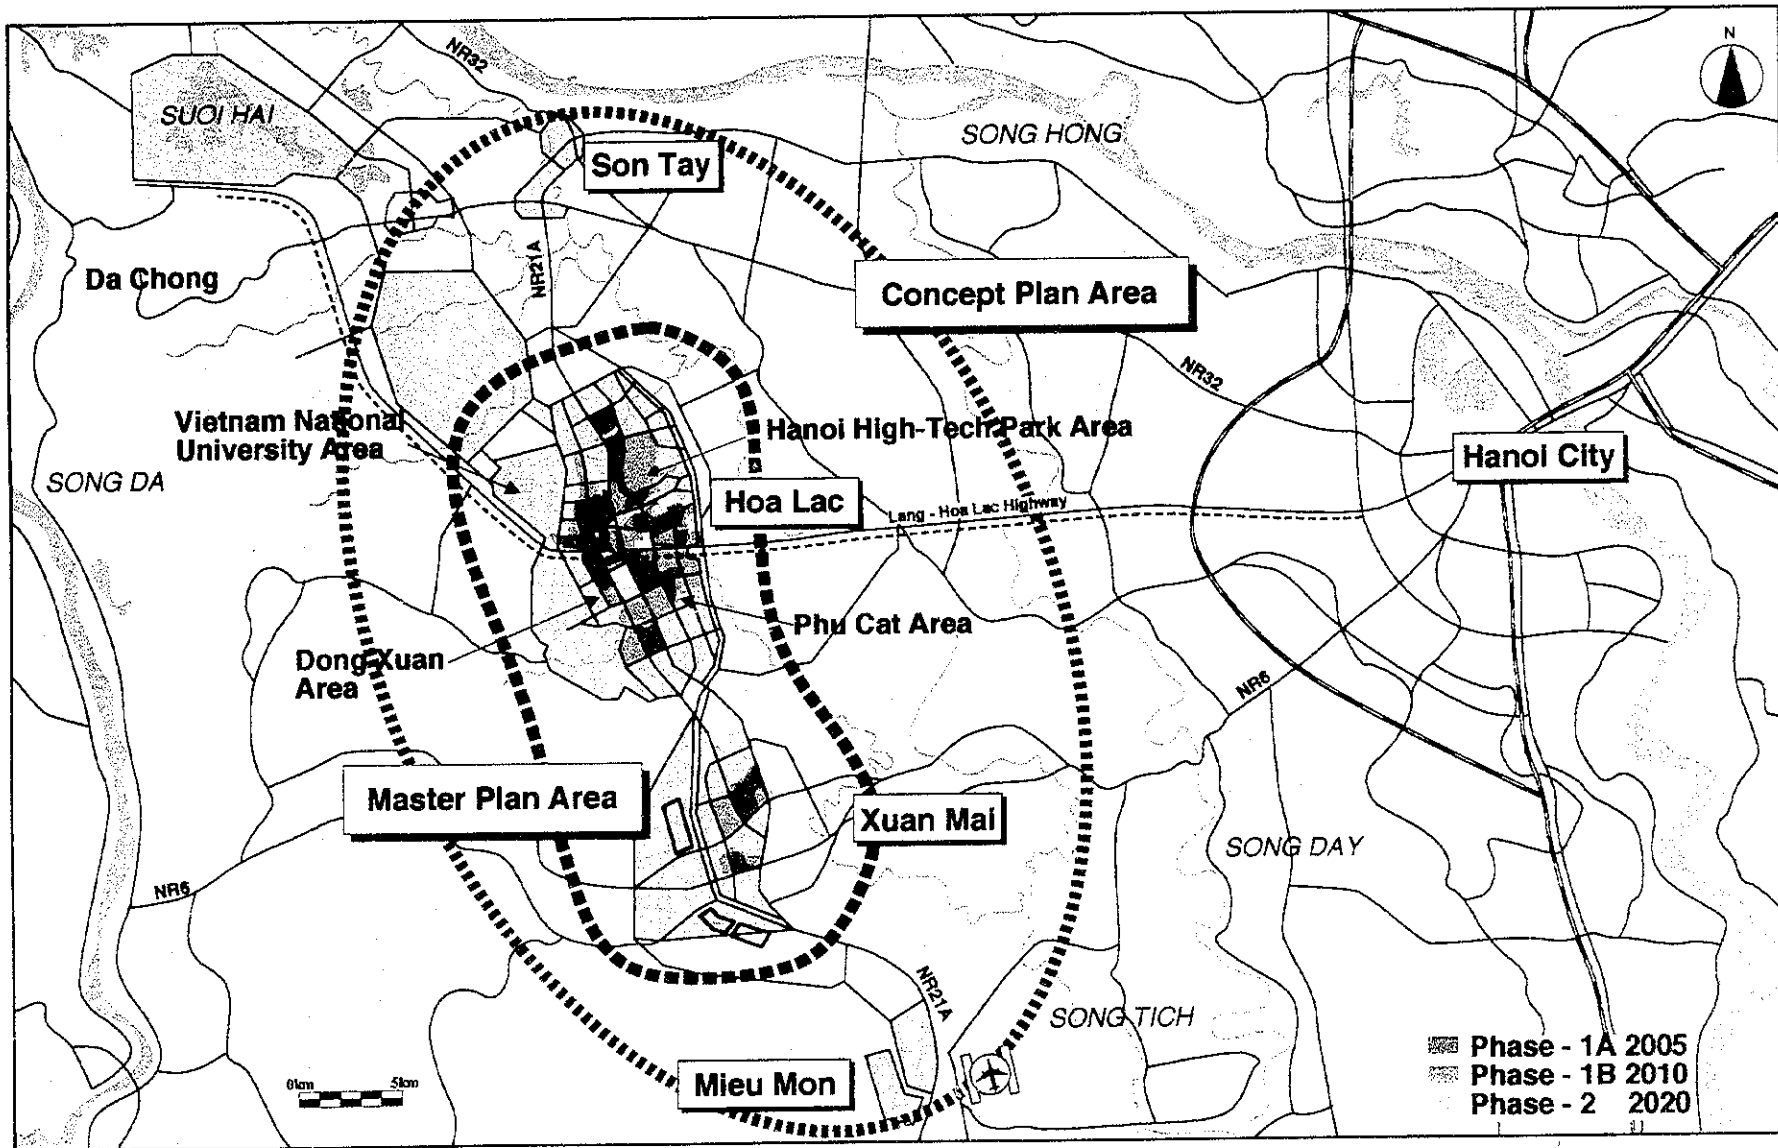 N
NR32
SUOI HAI
SONG HONG
Son Tay
NR21A
Da Chong
Concept Plan Area
NR32
Vietnam National
University Area
Hanoi High-Tech Park Area
Hanoi City
SONG DA
Hoa Lac
Lang - Hoa Lac Highway
Phu Cat Area
Dong Xuan
Area
NR6
Master Plan Area
Xuan Mai
SONG DAY
NR6
NR21A
SONG TICH
0km 5km
Mieu Mon
Phase - 1A 2005
Phase - 1B 2010
Phase - 2 2020